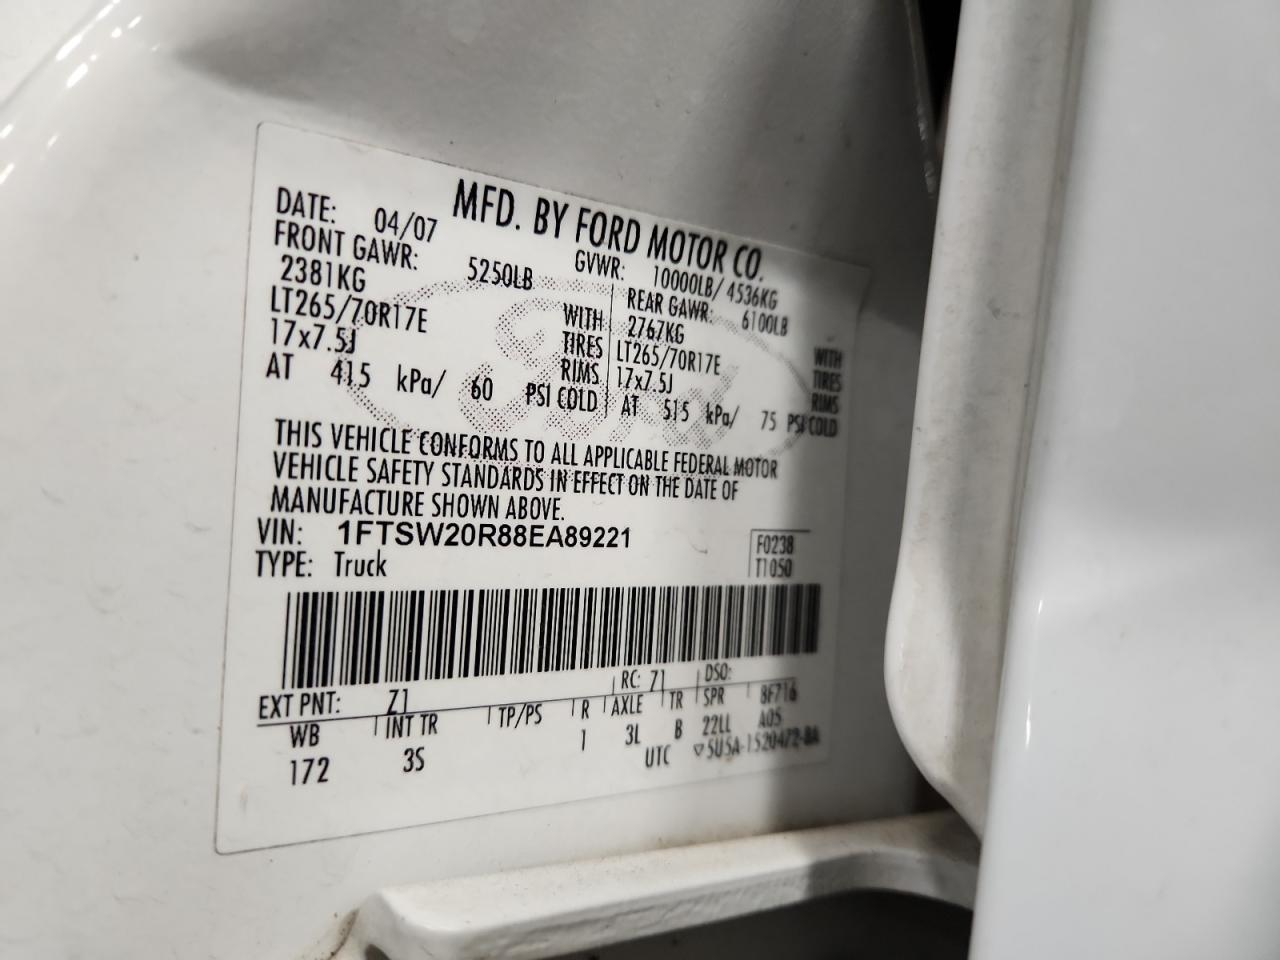 MFD. BY FORD MOTOR CO.
DATE: 04/07 GVWR: 10000LB/ 4536KG
FRONT GAWR: 5250LB REAR GAWR: 6100LB
2381KG WITH 2767KG WITH
LT265/70R17E TIRES LT265/70R17E TIRES
17x7.5J RIMS 17x7.5J RIMS
AT 415 kPa/ 60 PSI COLD AT 515 kPa/ 75 PSI COLD
THIS VEHICLE CONFORMS TO ALL APPLICABLE FEDERAL MOTOR
VEHICLE SAFETY STANDARDS IN EFFECT ON THE DATE OF
MANUFACTURE SHOWN ABOVE.
VIN: 1FTSW20R88EA89221 F0238
TYPE: Truck T1050
EXT PNT: Z1 RC: 71 DSO:
WB INT TR TP/PS R AXLE TR SPR 8F716
172 3S 1 3L B 22LL A05
UTC ▽5U5A-1520472-BA